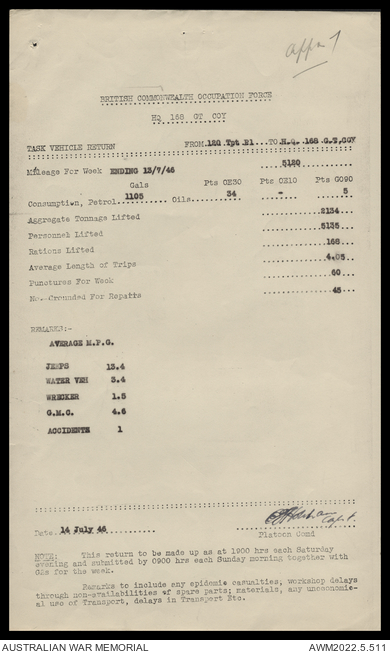 Appx 1
BRITISH COMMONWEALTH OCCUPATION FORCE
HQ 168 GT COY
TASK VEHICLE RETURN FROM.120.Tpt.Pl...TO.H.Q..168 G.T.COY
Mileage For Week ENDING 13/7/46 5120
Gals Pts OE30 Pts OE10 Pts GO90
Consumption, Petrol..1105 Oils...34 - 5
Aggregate Tonnage Lifted 2134
Personnel Lifted 5135
Rations Lifted 168
Average Length of Trips
Punctures For Week 60
No. Grounded For Repairs 45
REMARKS:-
AVERAGE M.P.G.
JEEPS 13.4
WATER VEH 3.4
WRECKER 1.5
G.M.C. 4.6
ACCIDENTS 1
Date..14 July 46.........
Capt.
Platoon Comd
NOTE: This return to be made up as at 1900 hrs each Saturday
evening and submitted by 0900 hrs each Sunday morning together with
for the week.
Remarks to include any epidemic casualties; workshop delays
through non-availabilities of spare parts; materials, any uneconomic-
al use of Transport, delays in Transport Etc.
AUSTRALIAN WAR MEMORIAL AWM2022.5.511